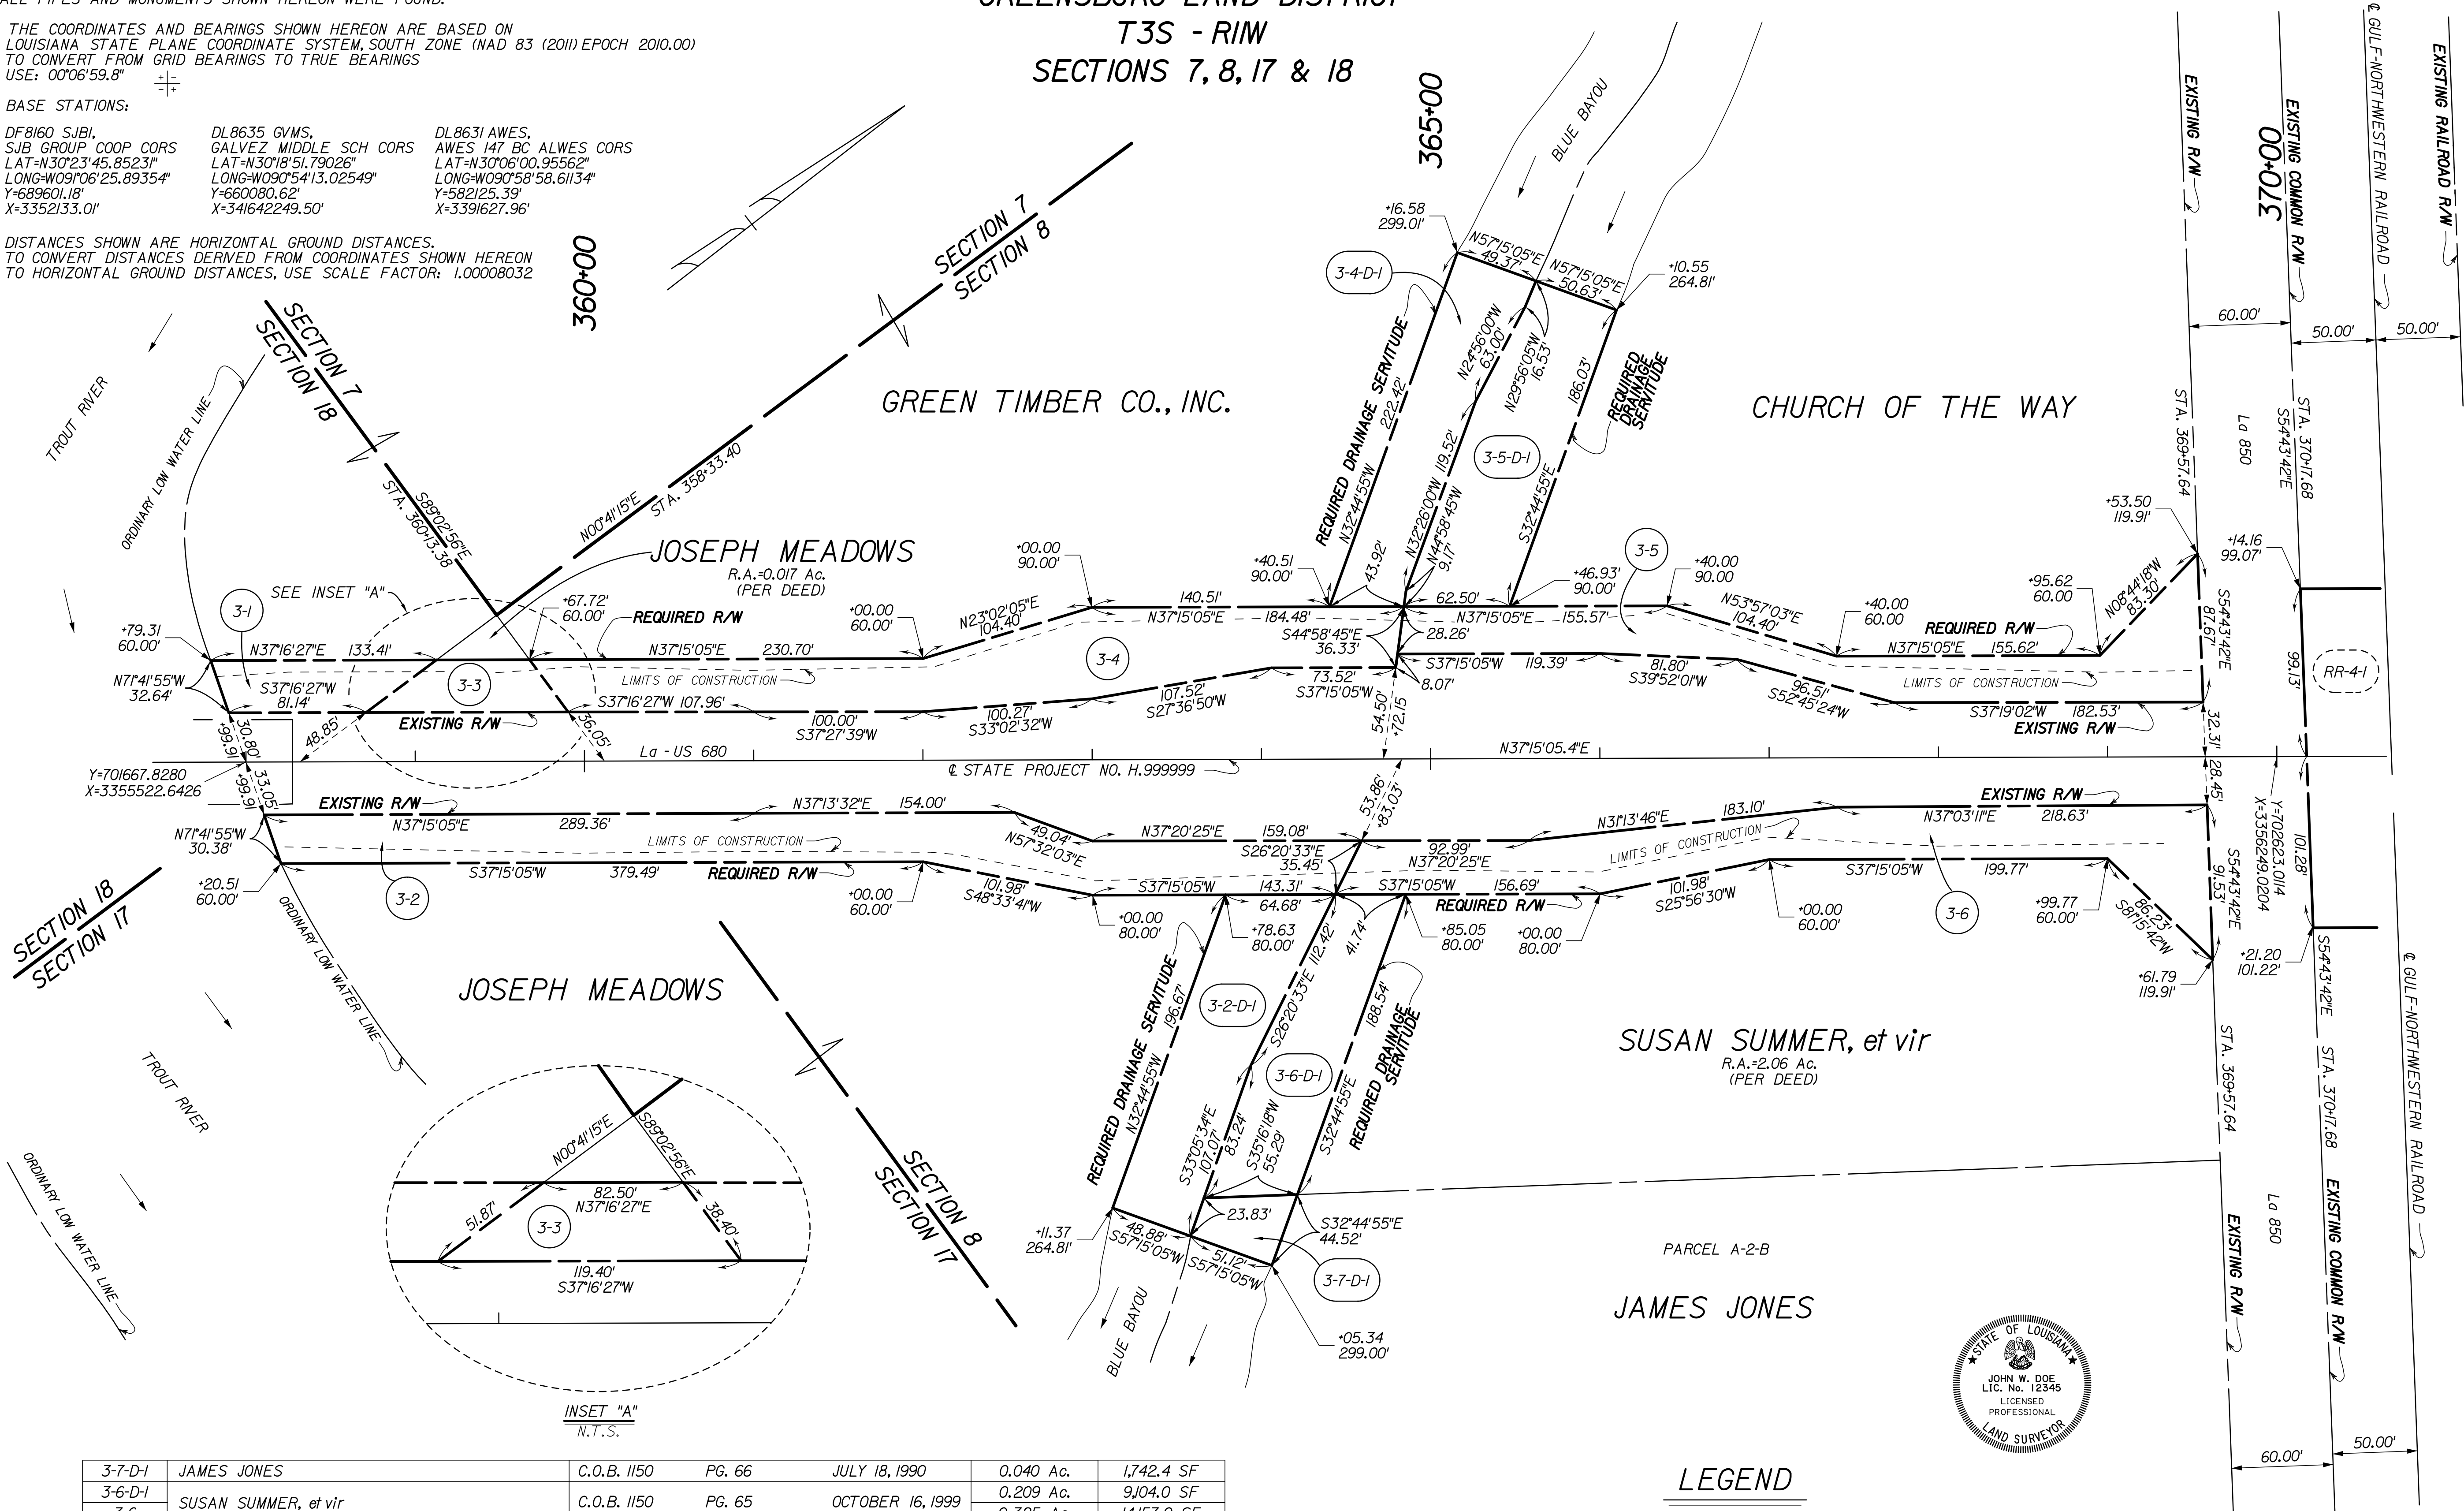 GREENSBURG LAND DISTRICT
T3S - R11W
SECTIONS 7, 8, 17 & 18
ALL PIPES AND MONUMENTS SHOWN HEREON WERE FOUND.
THE COORDINATES AND BEARINGS SHOWN HEREON ARE BASED ON
LOUISIANA STATE PLANE COORDINATE SYSTEM, SOUTH ZONE (NAD 83 (2011) EPOCH 2010.00)
TO CONVERT FROM GRID BEARINGS TO TRUE BEARINGS
USE: 00°06'59.8"
+ -
- +
BASE STATIONS:
DF8160 SJB1,
SJB GROUP COOP CORS
LAT=N30°23'45.85231"
LONG=W091°06'25.89354"
Y=689601.18'
X=3352133.01'
DL8635 GVMS,
GALVEZ MIDDLE SCH CORS
LAT=N30°18'51.79026"
LONG=W090°54'13.02549"
Y=660080.62'
X=341642249.50'
DL8631 AWES,
AWES 147 BC ALWES CORS
LAT=N30°06'00.95562"
LONG=W090°58'58.61134"
Y=582125.39'
X=3391627.96'
DISTANCES SHOWN ARE HORIZONTAL GROUND DISTANCES.
TO CONVERT DISTANCES DERIVED FROM COORDINATES SHOWN HEREON
TO HORIZONTAL GROUND DISTANCES, USE SCALE FACTOR: 1.00008032
360+00
365+00
370+00
SECTION 7
SECTION 8
SECTION 7
SECTION 18
TROUT RIVER
ORDINARY LOW WATER LINE
S89°02'56"E
STA. 360+13.38
N00°41'15"E
STA. 358+33.40
GREEN TIMBER CO., INC.
CHURCH OF THE WAY
BLUE BAYOU
+16.58
299.01'
3-4-D-1
N57°15'05"E
49.37'
N57°15'05"E
50.63'
+10.55
264.81'
REQUIRED DRAINAGE SERVITUDE
222.42'
N32°44'55"W
N24°56'00"W
63.00'
N29°56'05"W
16.53'
186.03'
REQUIRED
DRAINAGE
SERVITUDE
3-5-D-1
N32°26'00"W 119.52'
N44°58'45"W
9.17'
S32°44'55"E
43.92'
EXISTING R/W
EXISTING COMMON R/W
℄ GULF-NORTHWESTERN RAILROAD
EXISTING RAILROAD R/W
60.00'
50.00'
50.00'
STA. 369+57.64
La 850
STA. 370+17.68
S54°43'42"E
JOSEPH MEADOWS
R.A.=0.017 Ac.
(PER DEED)
SEE INSET "A"
3-1
+79.31
60.00'
N37°16'27"E 133.41'
+67.72'
60.00'
REQUIRED R/W
N37°15'05"E 230.70'
+00.00
60.00'
N23°02'05"E
104.40'
+00.00
90.00'
140.51'
N37°15'05"E 184.48'
+40.51
90.00'
62.50'
N37°15'05"E 155.57'
+46.93'
90.00'
3-5
+40.00
90.00
N53°57'03"E
104.40'
+40.00
60.00
REQUIRED R/W
N37°15'05"E 155.62'
+95.62
60.00
N08°44'18"W
83.30'
+53.50
119.91'
+14.16
99.07'
S54°43'42"E
87.67'
99.13'
RR-4-1
N71°41'55"W
32.64'
S37°16'27"W
81.14'
3-3
EXISTING R/W
S37°16'27"W 107.96'
LIMITS OF CONSTRUCTION
100.00'
S37°27'39"W
100.27'
S33°02'32"W
3-4
107.52'
S27°36'50"W
73.52'
S37°15'05"W
S44°58'45"E
36.33'
28.26'
8.07'
S37°15'05"W 119.39'
81.80'
S39°52'01"W
96.51'
S52°45'24"W
LIMITS OF CONSTRUCTION
S37°19'02"W 182.53'
EXISTING R/W
30.80'
+99.91
48.85'
36.05'
54.50'
+72.15
32.31'
La - US 680
N37°15'05.4"E
℄ STATE PROJECT NO. H.999999
Y=701667.8280
X=3355522.6426
33.05'
+99.91
53.86'
+83.03'
28.45'
Y=702623.0114
X=3356249.0204
101.28'
EXISTING R/W
N37°15'05"E 289.36'
N37°13'32"E 154.00'
49.04'
N57°32'03"E
N37°20'25"E 159.08'
S26°20'33"E
35.45'
92.99'
N37°20'25"E
N31°13'46"E 183.10'
EXISTING R/W
N37°03'11"E 218.63'
N71°41'55"W
30.38'
LIMITS OF CONSTRUCTION
LIMITS OF CONSTRUCTION
3-2
+20.51
60.00'
S37°15'05"W 379.49'
REQUIRED R/W
+00.00
60.00'
101.98'
S48°33'41"W
+00.00
80.00'
S37°15'05"W 143.31'
64.68'
+78.63
80.00'
S37°15'05"W 156.69'
REQUIRED R/W
41.74'
+85.05
80.00'
+00.00
80.00'
101.98'
S25°56'30"W
+00.00
60.00'
S37°15'05"W 199.77'
3-6
+99.77
60.00'
86.23'
S81°15'42"W
S54°43'42"E
91.53'
+61.79
119.91'
+21.20
101.22'
S54°43'42"E
SECTION 18
SECTION 17
ORDINARY LOW WATER LINE
JOSEPH MEADOWS
TROUT RIVER
ORDINARY LOW WATER LINE
SECTION 8
SECTION 17
REQUIRED DRAINAGE SERVITUDE
196.67'
N32°44'55"W
3-2-D-1
S26°20'33"E 112.42'
3-6-D-1
188.54'
S32°44'55"E
REQUIRED DRAINAGE
SERVITUDE
S33°05'34"E
107.07'
83.24'
S35°16'18"W
55.29'
23.83'
S32°44'55"E
44.52'
+11.37
264.81'
48.88'
S57°15'05"W
51.12'
S57°15'05"W
3-7-D-1
+05.34
299.00'
BLUE BAYOU
SUSAN SUMMER, et vir
R.A.=2.06 Ac.
(PER DEED)
PARCEL A-2-B
JAMES JONES
STA. 369+57.64
STA. 370+17.68
La 850
EXISTING R/W
EXISTING COMMON R/W
℄ GULF-NORTHWESTERN RAILROAD
60.00'
50.00'
N00°41'15"E
S89°02'56"E
51.87'
82.50'
N37°16'27"E
3-3
38.40'
119.40'
S37°16'27"W
INSET "A"
N.T.S.
STATE OF LOUISIANA
JOHN W. DOE
LIC. No. 12345
LICENSED
PROFESSIONAL
LAND SURVEYOR
LEGEND
3-7-D-1 JAMES JONES C.O.B. 1150 PG. 66 JULY 18, 1990 0.040 Ac. 1,742.4 SF
3-6-D-1 SUSAN SUMMER, et vir C.O.B. 1150 PG. 65 OCTOBER 16, 1999 0.209 Ac. 9,104.0 SF